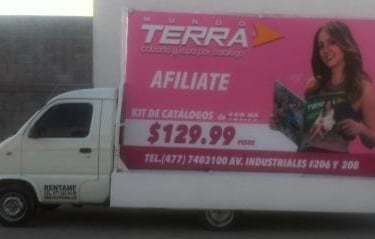 MUNDO
TERRA
calzado y ropa por catálogo
AFILIATE
KIT DE CATÁLOGOS de
$129.99 PESOS
TEL.(477) 7403100 AV. INDUSTRIALES #206 Y 208
RENTAME